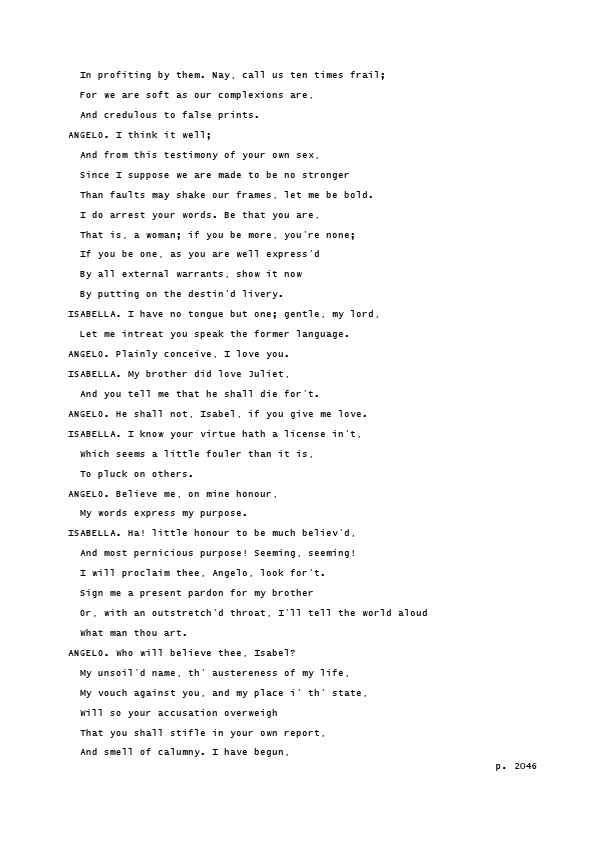 In profiting by them. Nay, call us ten times frail;
For we are soft as our complexions are,
And credulous to false prints.
ANGELO. I think it well;
And from this testimony of your own sex,
Since I suppose we are made to be no stronger
Than faults may shake our frames, let me be bold.
I do arrest your words. Be that you are,
That is, a woman; if you be more, you're none;
If you be one, as you are well express'd
By all external warrants, show it now
By putting on the destin'd livery.
ISABELLA. I have no tongue but one; gentle, my lord,
Let me intreat you speak the former language.
ANGELO. Plainly conceive, I love you.
ISABELLA. My brother did love Juliet,
And you tell me that he shall die for't.
ANGELO. He shall not, Isabel, if you give me love.
ISABELLA. I know your virtue hath a license in't,
Which seems a little fouler than it is,
To pluck on others.
ANGELO. Believe me, on mine honour,
My words express my purpose.
ISABELLA. Ha! little honour to be much believ'd,
And most pernicious purpose! Seeming, seeming!
I will proclaim thee, Angelo, look for't.
Sign me a present pardon for my brother
Or, with an outstretch'd throat, I'll tell the world aloud
What man thou art.
ANGELO. Who will believe thee, Isabel?
My unsoil'd name, th' austereness of my life,
My vouch against you, and my place i' th' state,
Will so your accusation overweigh
That you shall stifle in your own report,
And smell of calumny. I have begun,
p. 2046